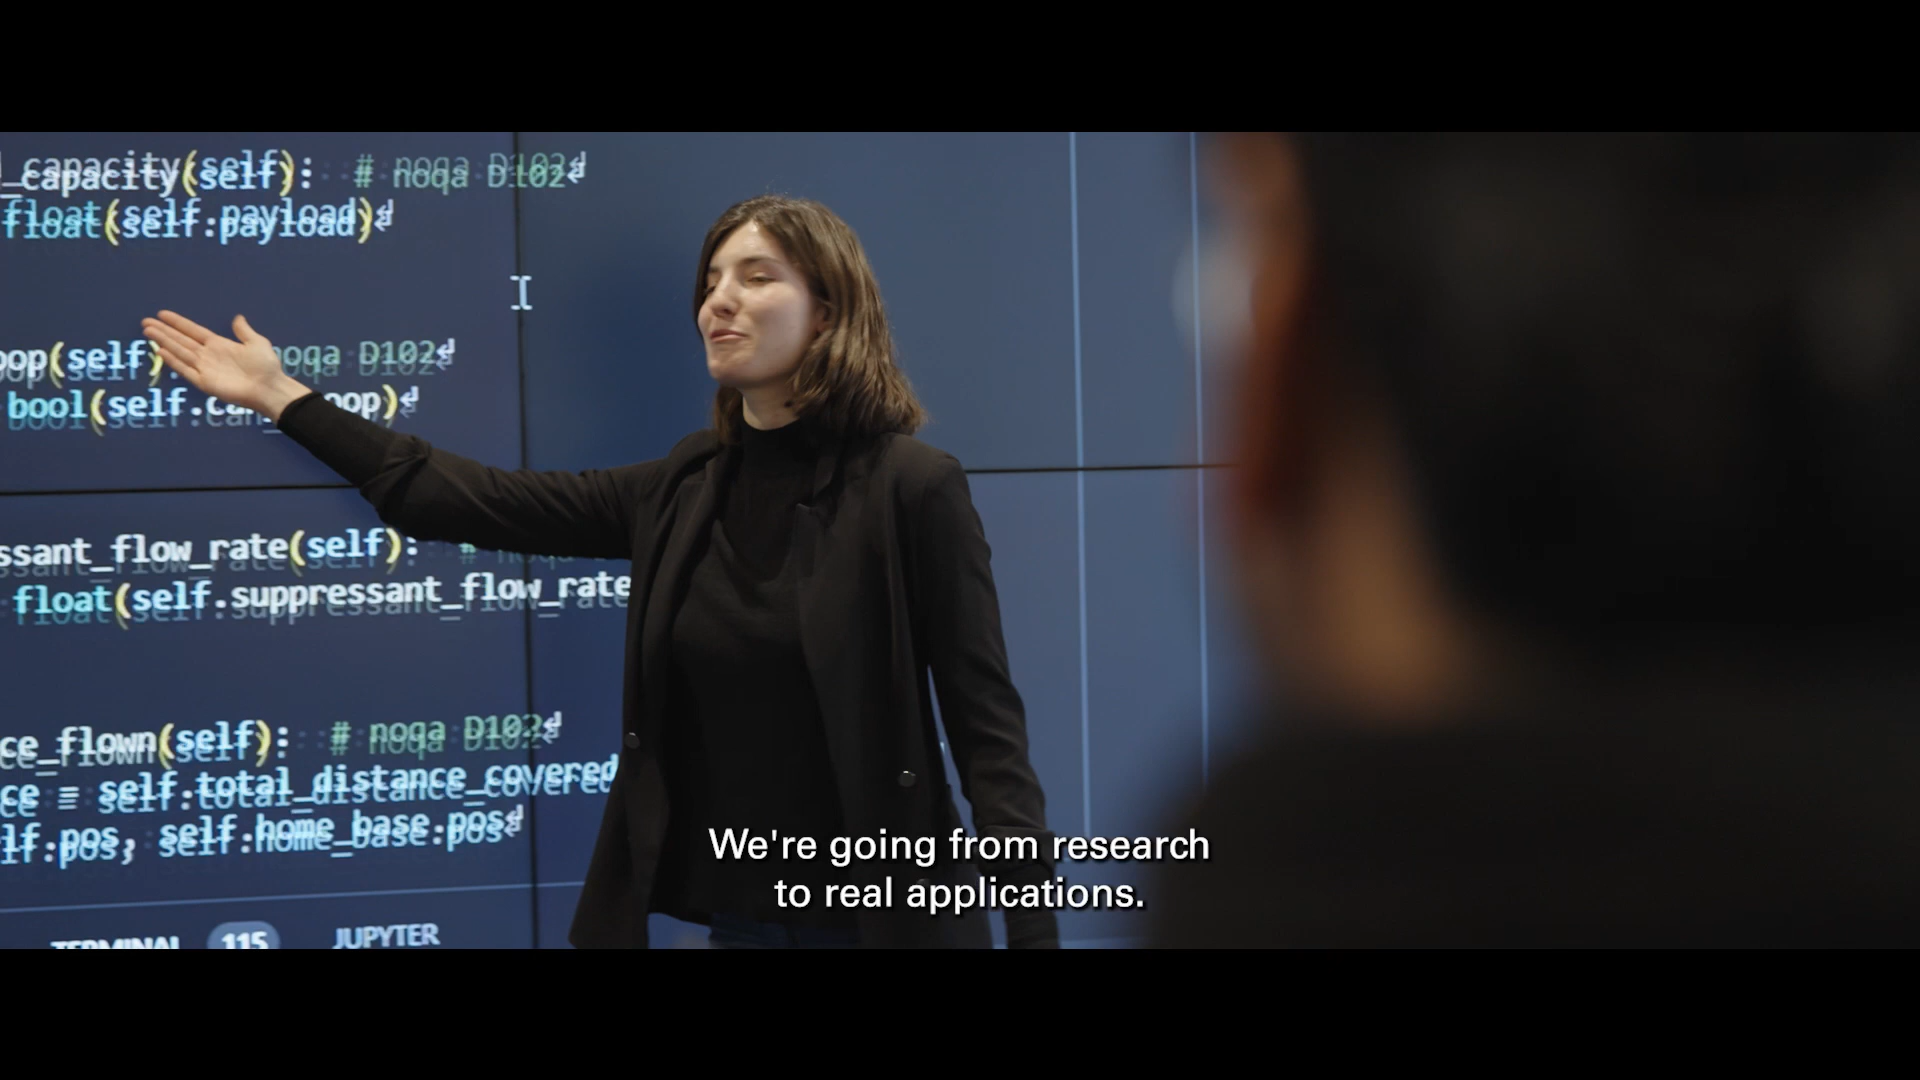 _capacity(self): # noqa D102
float(self.payload)
oop(self): noqa D102
bool(self.can_ oop)
ssant_flow_rate(self): # noqa
float(self.suppressant_flow_rate
ce_flown(self): # noqa D102
ce = self.total_distance_covered
lf.pos, self.home_base.pos
TERMINAL 115 JUPYTER
We're going from research
to real applications.